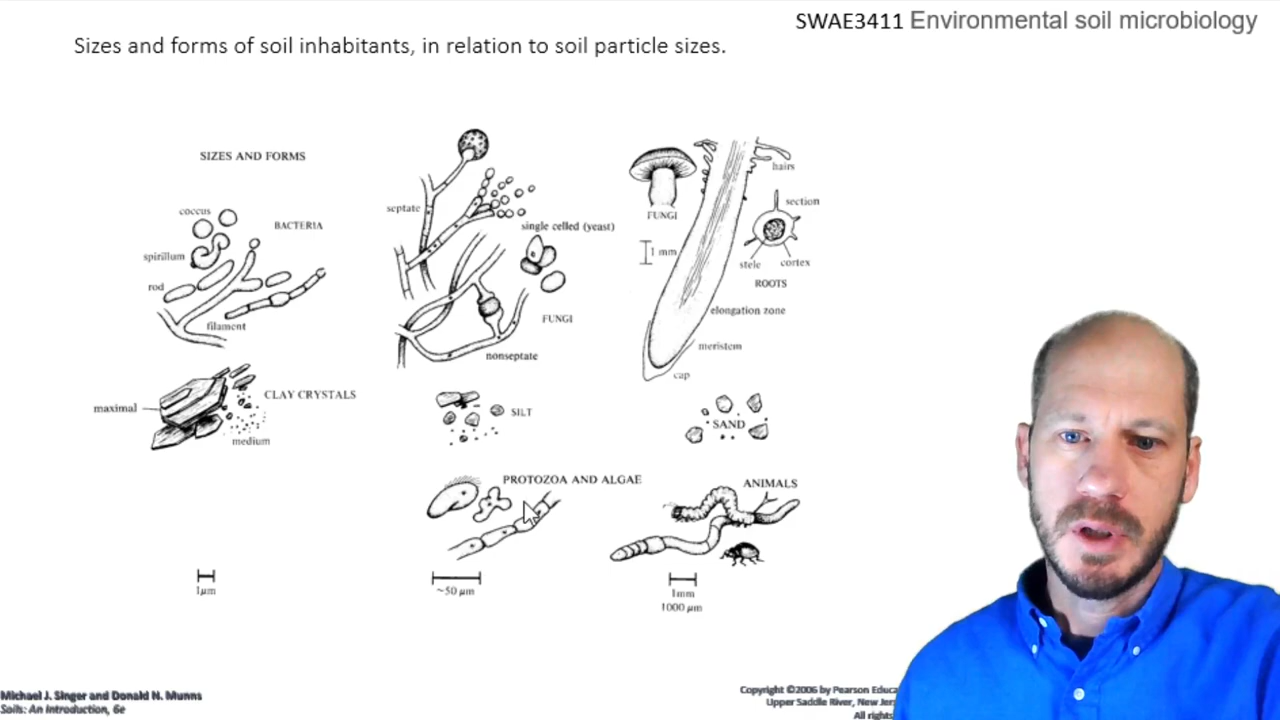 SWAE3411 Environmental soil microbiology
Sizes and forms of soil inhabitants, in relation to soil particle sizes.
SIZES AND FORMS
coccus
BACTERIA
spirillum
rod
filament
septate
single celled (yeast)
FUNGI
nonseptate
FUNGI
1 mm
hairs
section
stele
cortex
ROOTS
elongation zone
meristem
cap
maximal
CLAY CRYSTALS
medium
SILT
SAND
PROTOZOA AND ALGAE
ANIMALS
1µm
~50 µm
1mm
1000 µm
Michael J. Singer and Donald N. Munns
Soils: An Introduction, 6e
Copyright ©2006 by Pearson Educa
Upper Saddle River, New Jer
All rights